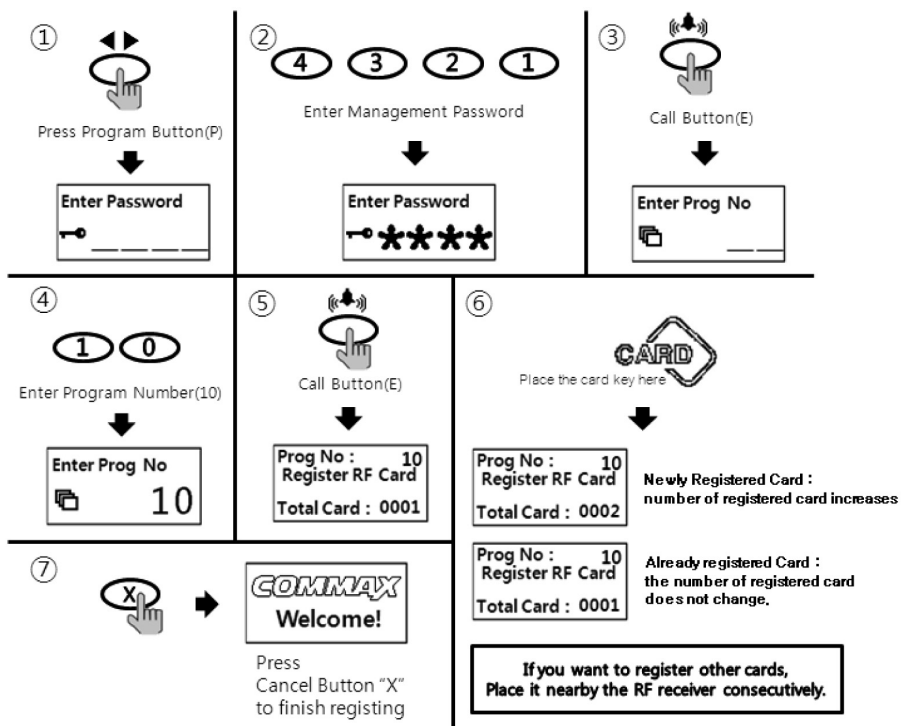 ①
Press Program Button(P)
Enter Password
②
4 3 2 1
Enter Management Password
Enter Password
③
Call Button(E)
Enter Prog No
④
1 0
Enter Program Number(10)
Enter Prog No
10
⑤
Call Button(E)
Prog No : 10
Register RF Card
Total Card : 0001
⑥
CARD
Place the card key here
Prog No : 10
Register RF Card
Total Card : 0002
Newly Registered Card :
number of registered card increases
Prog No : 10
Register RF Card
Total Card : 0001
Already registered Card :
the number of registered card
does not change.
If you want to register other cards,
Place it nearby the RF receiver consecutively.
⑦
X
COMMAX
Welcome!
Press
Cancel Button "X"
to finish registing